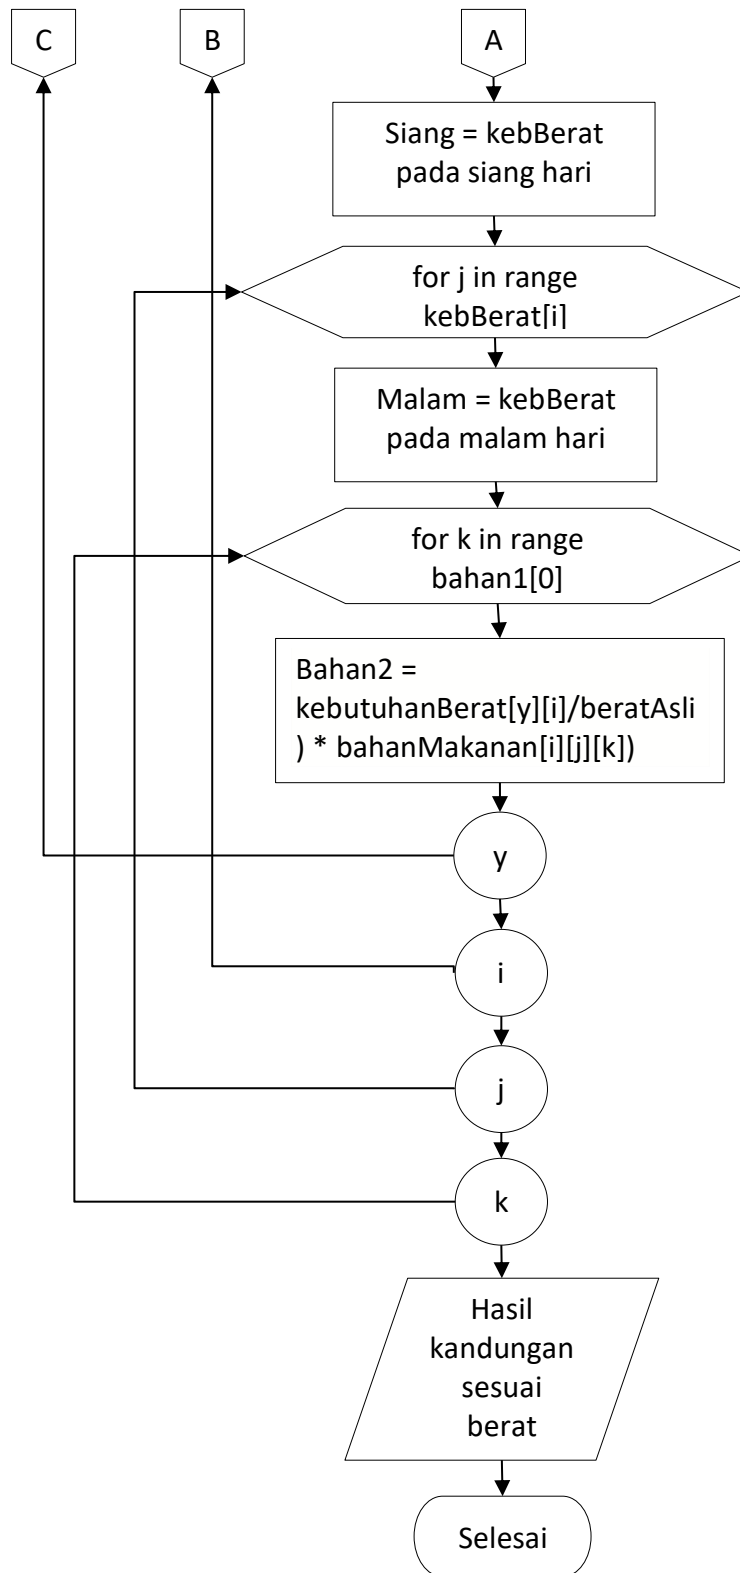 C
B
A
Siang = kebBerat
pada siang hari
for j in range
kebBerat[i]
Malam = kebBerat
pada malam hari
for k in range
bahan1[0]
Bahan2 =
kebutuhanBerat[y][i]/beratAsli
) * bahanMakanan[i][j][k])
y
i
j
k
Hasil
kandungan
sesuai
berat
Selesai